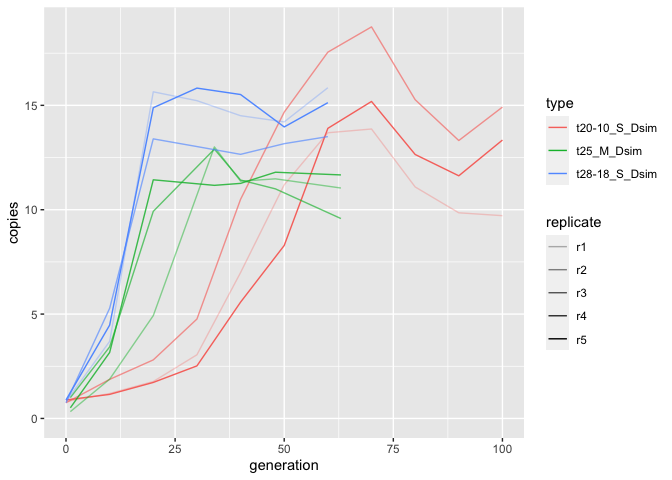 copies
15
10
5
0
0
25
50
75
100
generation
type
t20-10_S_Dsim
t25_M_Dsim
t28-18_S_Dsim
replicate
r1
r2
r3
r4
r5